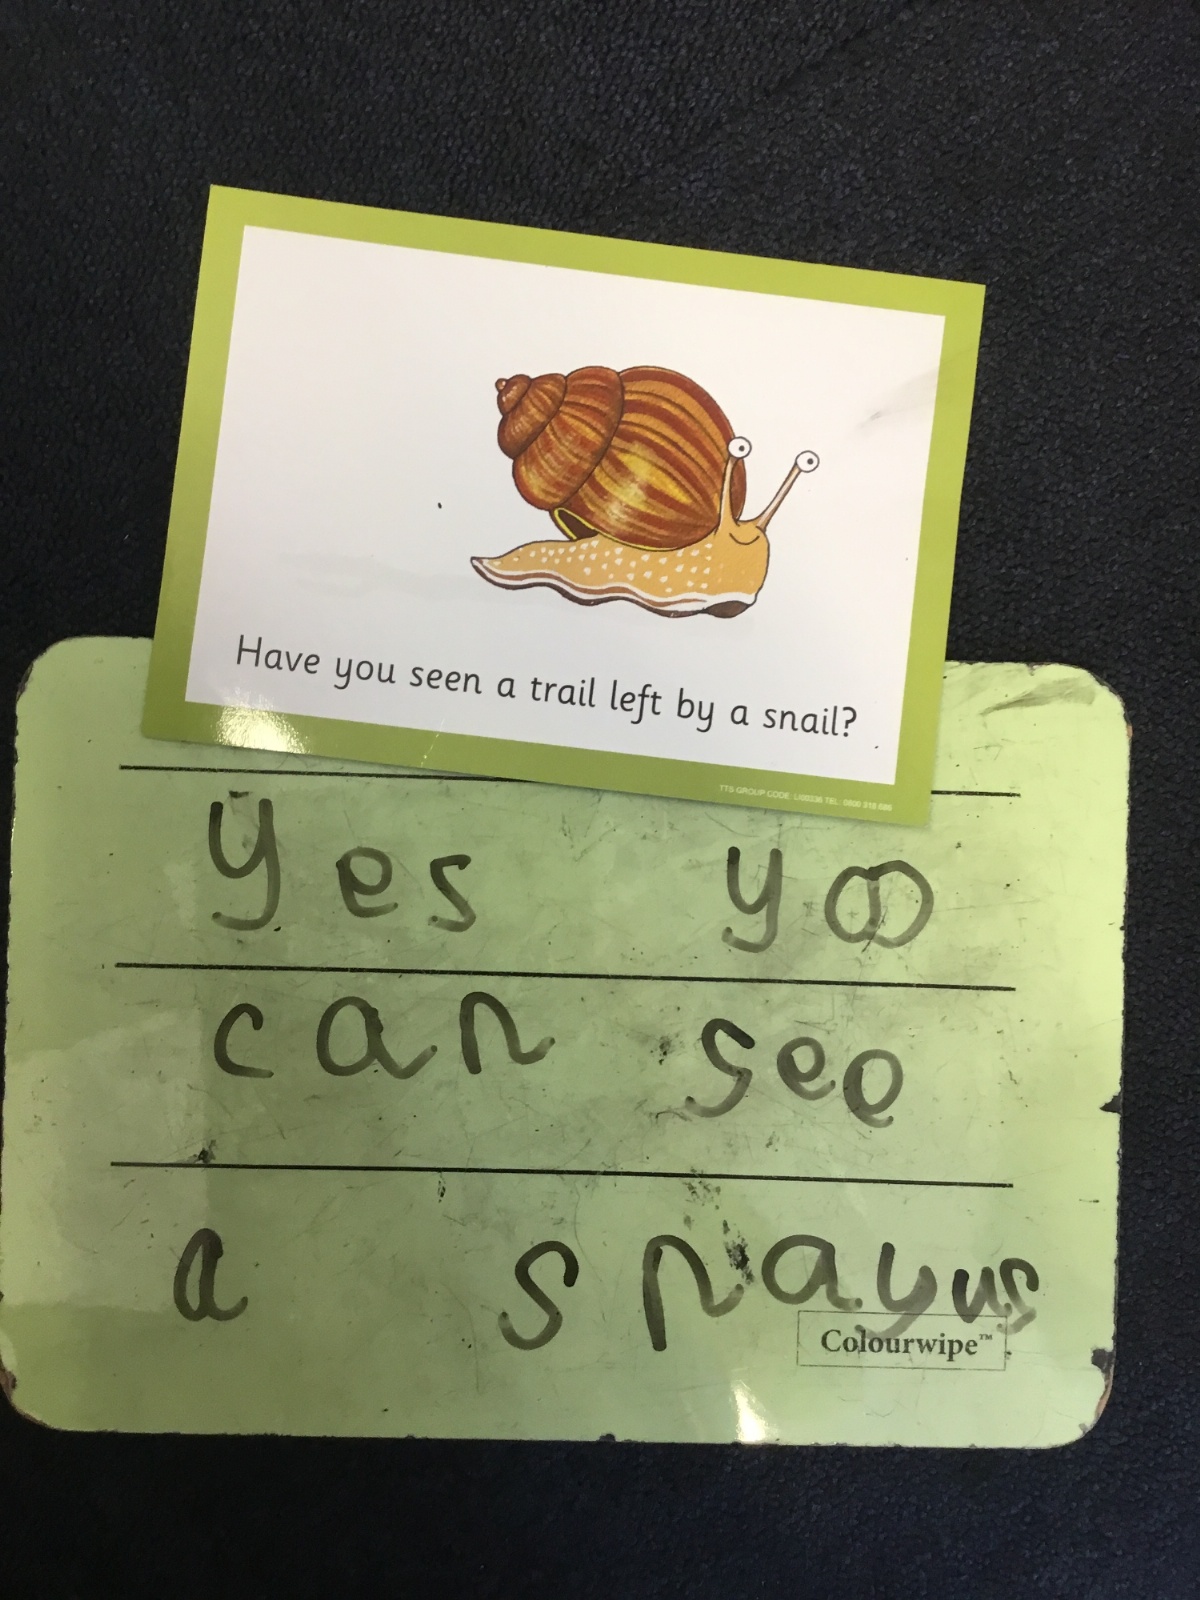 Have you seen a trail left by a snail?
yes yoo
can see
a snayus
Colourwipe™